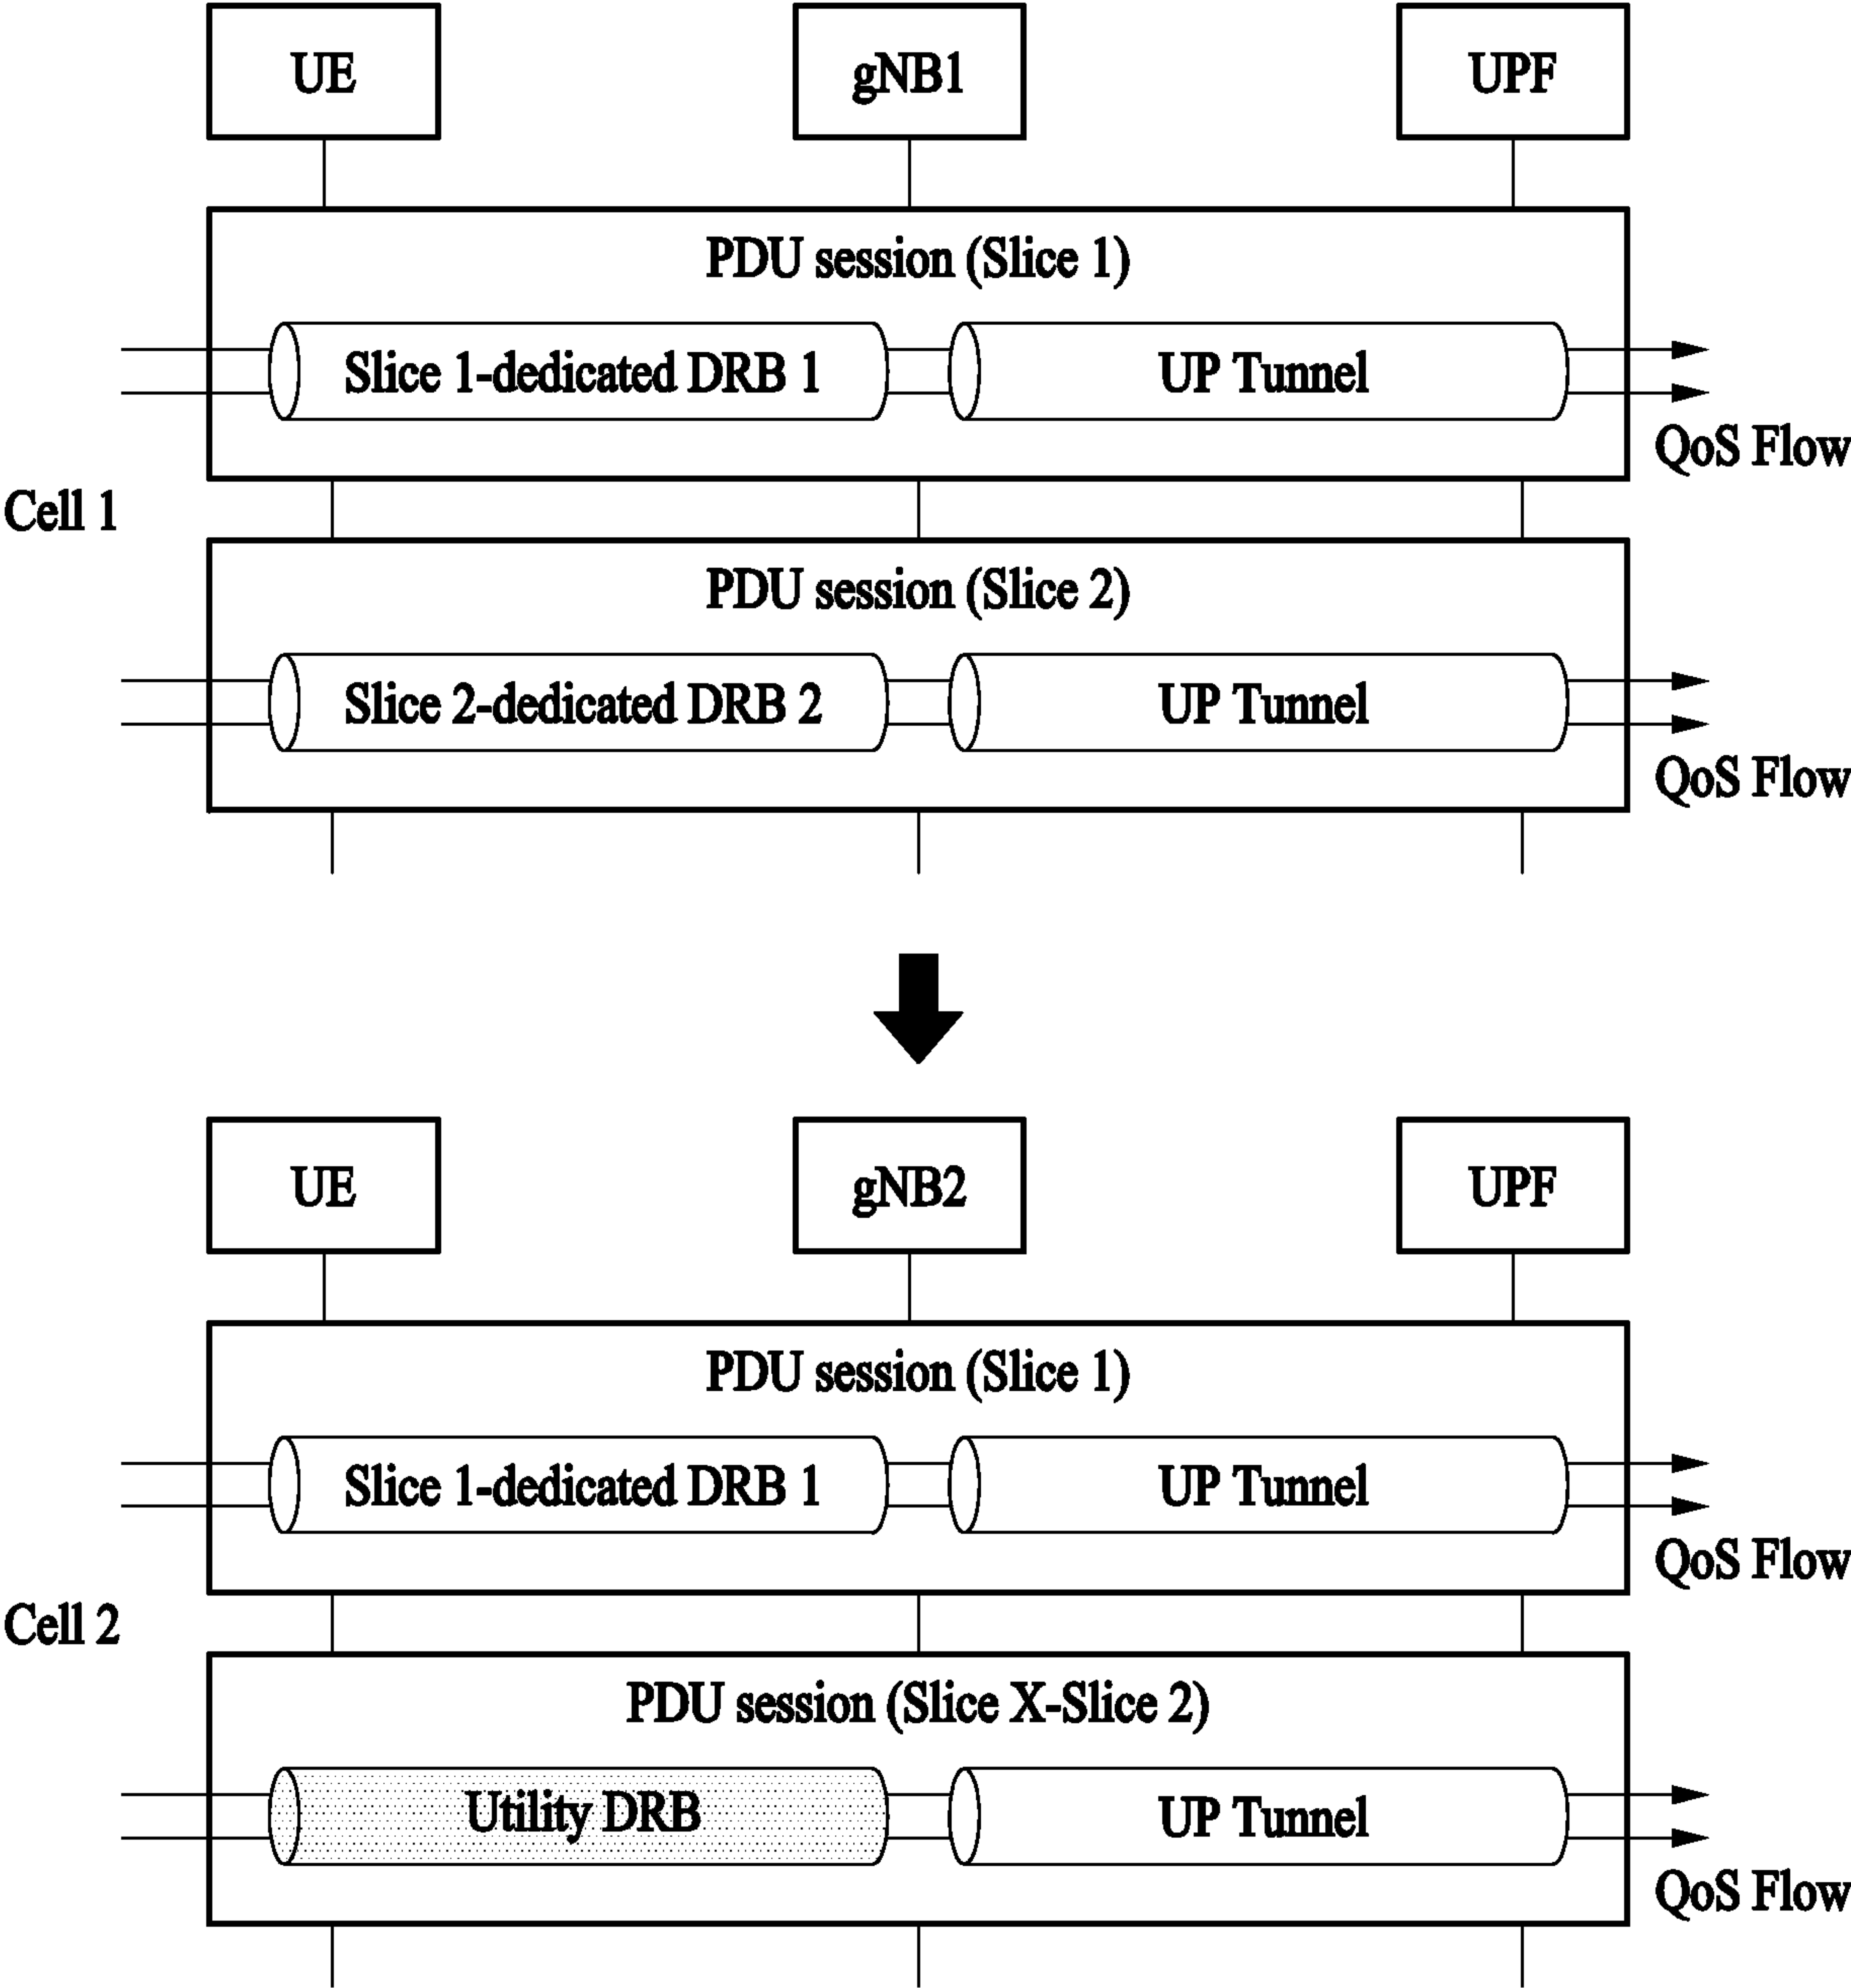 UE
gNB1
UPF
PDU session (Slice 1)
Slice 1-dedicated DRB 1
UP Tunnel
QoS Flow
Cell 1
PDU session (Slice 2)
Slice 2-dedicated DRB 2
UP Tunnel
QoS Flow
UE
gNB2
UPF
PDU session (Slice 1)
Slice 1-dedicated DRB 1
UP Tunnel
QoS Flow
Cell 2
PDU session (Slice X-Slice 2)
Utility DRB
UP Tunnel
QoS Flow